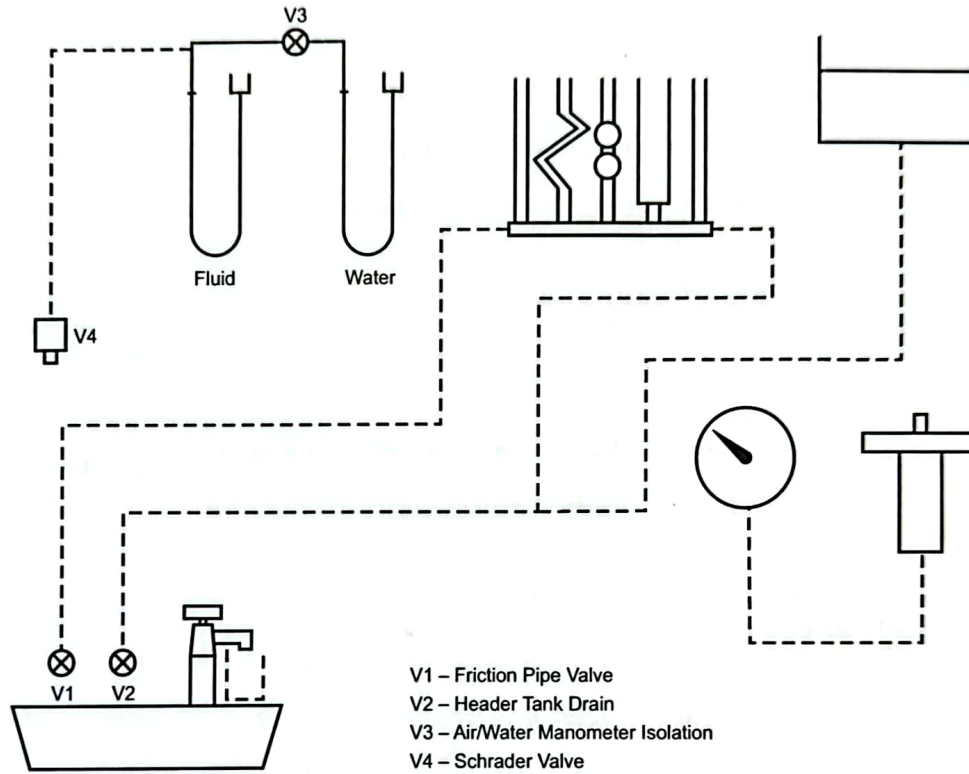 V3
Fluid
Water
V4
V1
V2
V1 – Friction Pipe Valve
V2 – Header Tank Drain
V3 – Air/Water Manometer Isolation
V4 – Schrader Valve